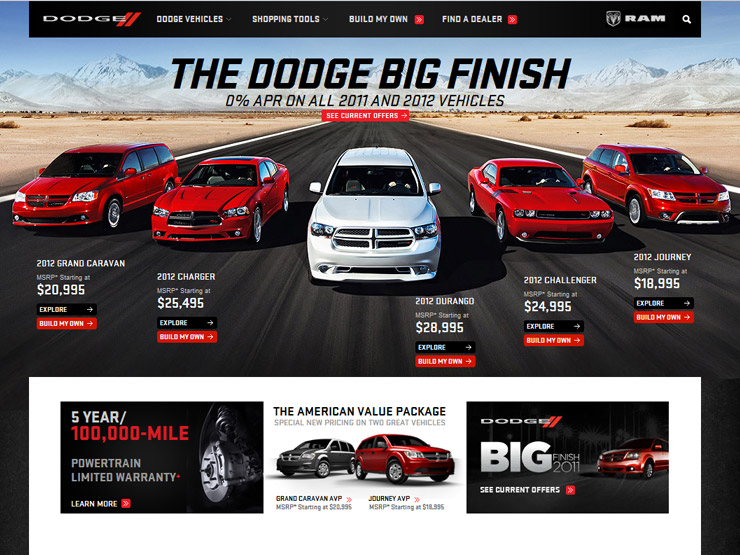 DODGE
DODGE VEHICLES
SHOPPING TOOLS
BUILD MY OWN
FIND A DEALER
RAM
THE DODGE BIG FINISH
0% APR ON ALL 2011 AND 2012 VEHICLES
SEE CURRENT OFFERS
2012 GRAND CARAVAN
MSRP* Starting at
$20,995
EXPLORE
BUILD MY OWN
2012 CHARGER
MSRP* Starting at
$25,495
EXPLORE
BUILD MY OWN
2012 DURANGO
MSRP* Starting at
$28,995
EXPLORE
BUILD MY OWN
2012 CHALLENGER
MSRP* Starting at
$24,995
EXPLORE
BUILD MY OWN
2012 JOURNEY
MSRP* Starting at
$18,995
EXPLORE
BUILD MY OWN
5 YEAR/
100,000-MILE
POWERTRAIN
LIMITED WARRANTY*
LEARN MORE
THE AMERICAN VALUE PACKAGE
SPECIAL NEW PRICING ON TWO GREAT VEHICLES
GRAND CARAVAN AVP
MSRP* Starting at $20,995
JOURNEY AVP
MSRP* Starting at $18,995
DODGE
BIG FINISH 2011
SEE CURRENT OFFERS